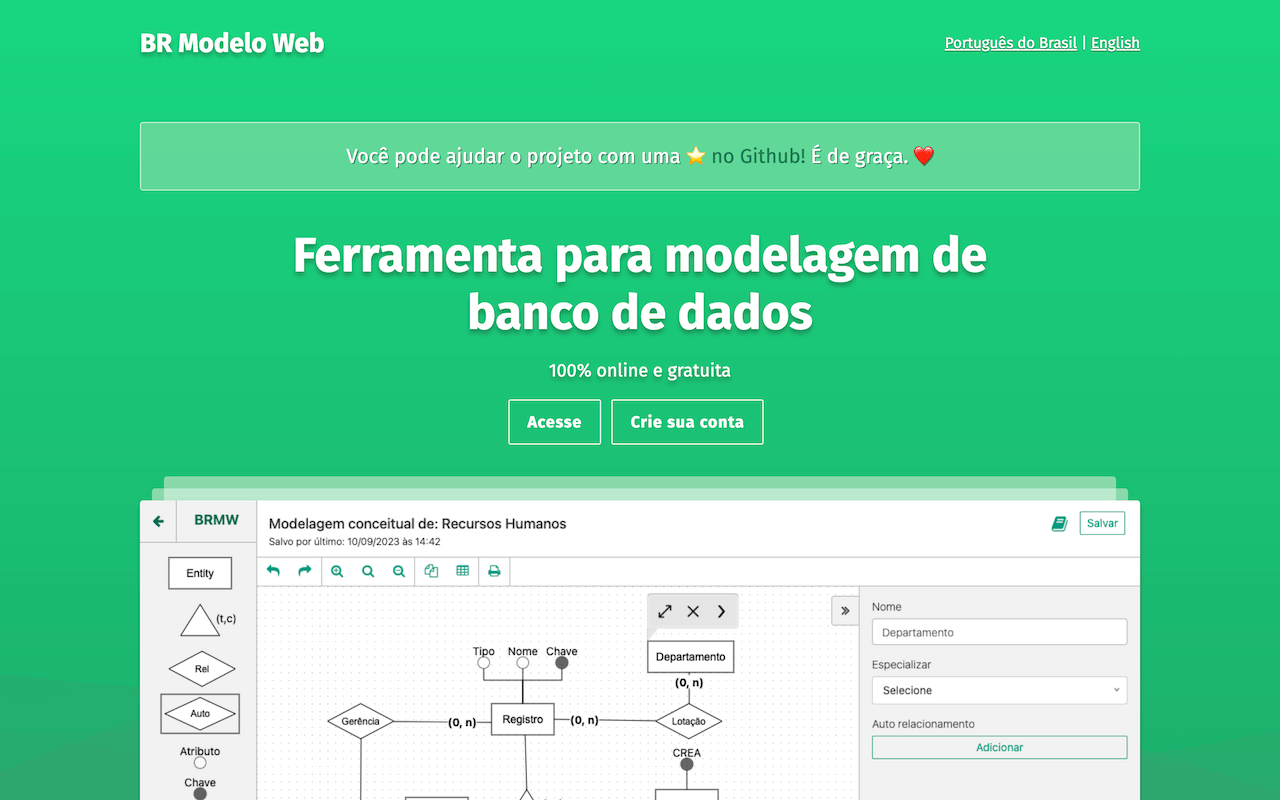 BR Modelo Web
Português do Brasil | English
Você pode ajudar o projeto com uma ⭐ no Github! É de graça. ❤️
Ferramenta para modelagem de
banco de dados
100% online e gratuita
Acesse
Crie sua conta
BRMW
Modelagem conceitual de: Recursos Humanos
Salvo por último: 10/09/2023 às 14:42
Salvar
Entity
(t,c)
Rel
Auto
Atributo
Chave
Tipo
Nome
Chave
Departamento
(0, n)
Gerência
(0, n)
Registro
(0, n)
Lotação
CREA
Nome
Departamento
Especializar
Selecione
Auto relacionamento
Adicionar